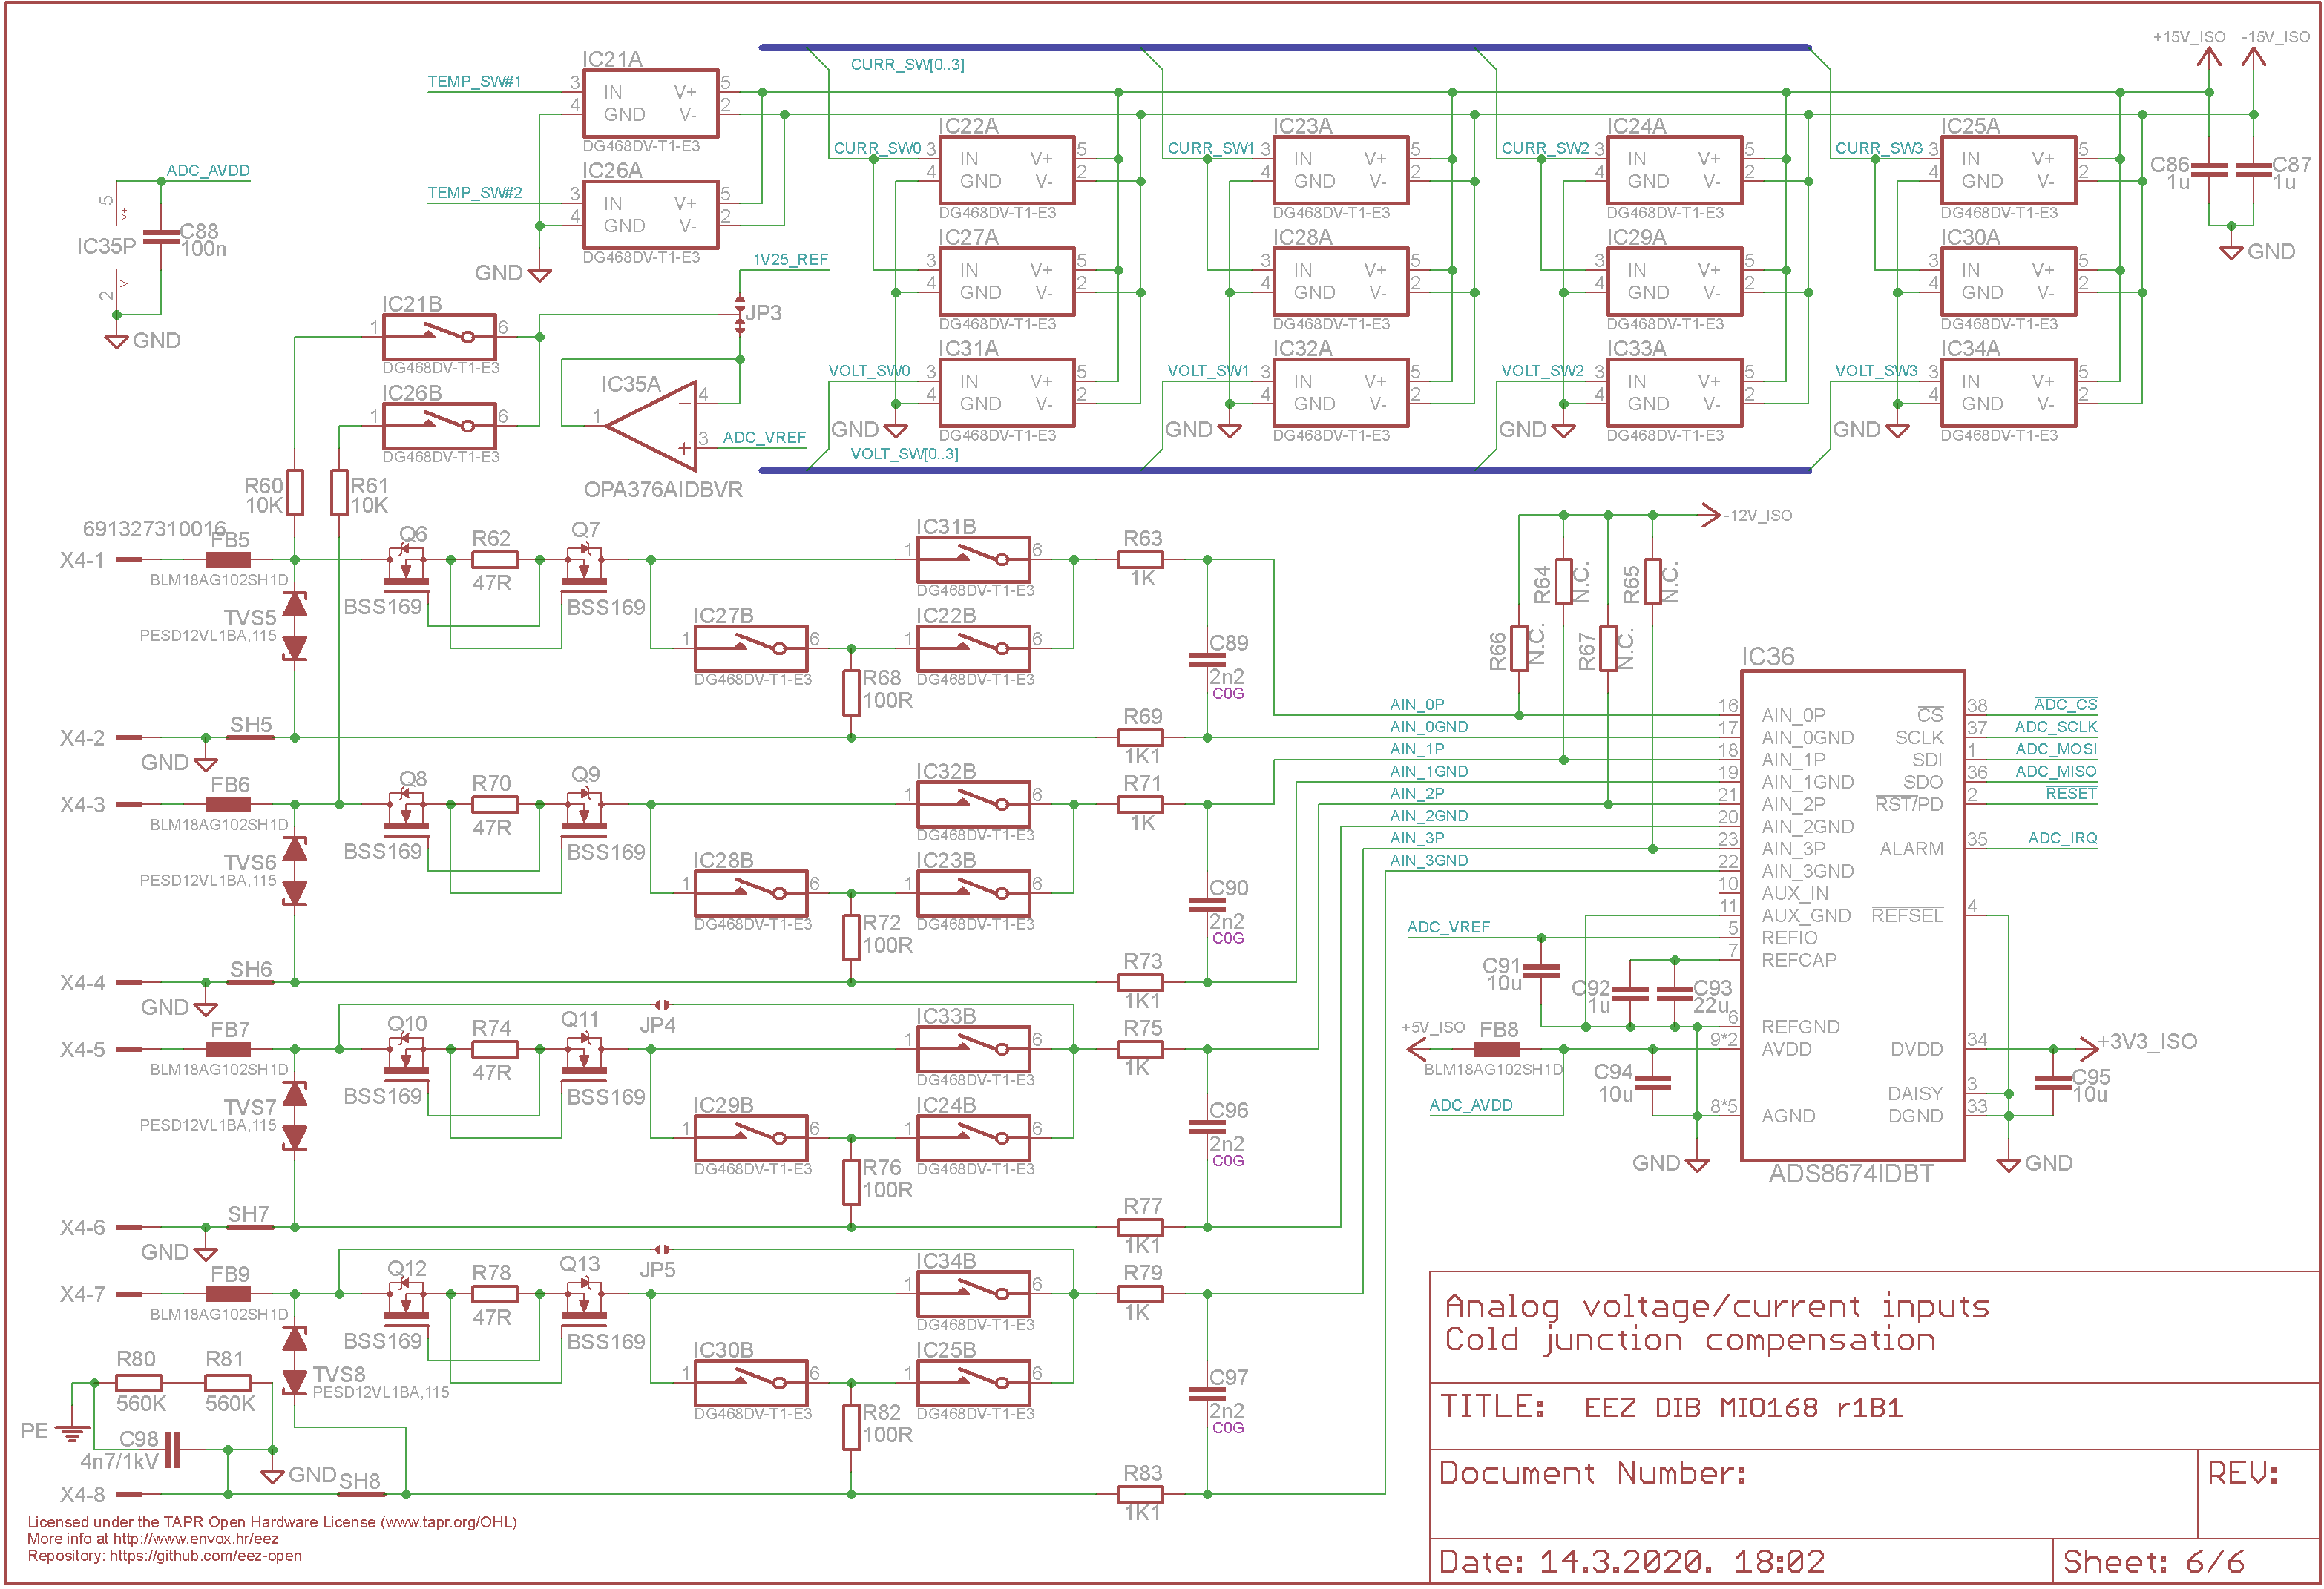 +15V_ISO -15V_ISO
CURR_SW[0..3]
IC21A
TEMP_SW#1 3 IN V+ 5
4 GND V- 2
DG468DV-T1-E3
IC26A
TEMP_SW#2 3 IN V+ 5
4 GND V- 2
DG468DV-T1-E3
GND
IC22A
CURR_SW0 3 IN V+ 5
4 GND V- 2
DG468DV-T1-E3
IC27A
3 IN V+ 5
4 GND V- 2
DG468DV-T1-E3
IC31A
VOLT_SW0 3 IN V+ 5
4 GND V- 2
GND
DG468DV-T1-E3
IC23A
CURR_SW1 3 IN V+ 5
4 GND V- 2
DG468DV-T1-E3
IC28A
3 IN V+ 5
4 GND V- 2
DG468DV-T1-E3
IC32A
VOLT_SW1 3 IN V+ 5
4 GND V- 2
GND
DG468DV-T1-E3
IC24A
CURR_SW2 3 IN V+ 5
4 GND V- 2
DG468DV-T1-E3
IC29A
3 IN V+ 5
4 GND V- 2
DG468DV-T1-E3
IC33A
VOLT_SW2 3 IN V+ 5
4 GND V- 2
GND
DG468DV-T1-E3
IC25A
CURR_SW3 3 IN V+ 5
4 GND V- 2
DG468DV-T1-E3
IC30A
3 IN V+ 5
4 GND V- 2
DG468DV-T1-E3
IC34A
VOLT_SW3 3 IN V+ 5
4 GND V- 2
GND
DG468DV-T1-E3
VOLT_SW[0..3]
C86
1u
C87
1u
GND
ADC_AVDD
5 V+
IC35P
2 V-
C88
100n
GND
IC21B
1 6
DG468DV-T1-E3
IC26B
1 6
DG468DV-T1-E3
1V25_REF
JP3
IC35A
4
1
3 ADC_VREF
OPA376AIDBVR
R60
10K
R61
10K
691327310016
X4-1
FB5
BLM18AG102SH1D
TVS5
PESD12VL1BA,115
Q6
BSS169
R62
47R
Q7
BSS169
IC31B
1 6
DG468DV-T1-E3
IC27B
1 6
DG468DV-T1-E3
IC22B
1 6
DG468DV-T1-E3
R68
100R
R63
1K
C89
2n2
C0G
X4-2
GND
SH5
R69
1K1
X4-3
FB6
BLM18AG102SH1D
TVS6
PESD12VL1BA,115
Q8
BSS169
R70
47R
Q9
BSS169
IC32B
1 6
DG468DV-T1-E3
IC28B
1 6
DG468DV-T1-E3
IC23B
1 6
DG468DV-T1-E3
R72
100R
R71
1K
C90
2n2
C0G
X4-4
GND
SH6
R73
1K1
X4-5
FB7
BLM18AG102SH1D
TVS7
PESD12VL1BA,115
Q10
BSS169
R74
47R
Q11
BSS169
JP4
IC33B
1 6
DG468DV-T1-E3
IC29B
1 6
DG468DV-T1-E3
IC24B
1 6
DG468DV-T1-E3
R76
100R
R75
1K
C96
2n2
C0G
X4-6
GND
SH7
R77
1K1
X4-7
FB9
BLM18AG102SH1D
TVS8
PESD12VL1BA,115
Q12
BSS169
R78
47R
Q13
BSS169
JP5
IC34B
1 6
DG468DV-T1-E3
IC30B
1 6
DG468DV-T1-E3
IC25B
1 6
DG468DV-T1-E3
R82
100R
R79
1K
C97
2n2
C0G
R80
560K
R81
560K
PE
C98
4n7/1kV
GND
X4-8
SH8
R83
1K1
-12V_ISO
R64
N.C.
R65
N.C.
R66
N.C.
R67
N.C.
IC36
AIN_0P 16 AIN_0P
AIN_0GND 17 AIN_0GND
AIN_1P 18 AIN_1P
AIN_1GND 19 AIN_1GND
AIN_2P 21 AIN_2P
AIN_2GND 20 AIN_2GND
AIN_3P 23 AIN_3P
AIN_3GND 22 AIN_3GND
10 AUX_IN
11 AUX_GND
ADC_VREF 5 REFIO
7 REFCAP
6 REFGND
9*2 AVDD
8*5 AGND
CS 38 ADC_CS
SCLK 37 ADC_SCLK
SDI 1 ADC_MOSI
SDO 36 ADC_MISO
RST/PD 2 RESET
ALARM 35 ADC_IRQ
REFSEL 4
DVDD 34 +3V3_ISO
DAISY 3
DGND 33
ADS8674IDBT
C91
10u
C92
1u
C93
22u
+5V_ISO
FB8
BLM18AG102SH1D
ADC_AVDD
C94
10u
C95
10u
GND
GND
Analog voltage/current inputs
Cold junction compensation
TITLE: EEZ DIB MIO168 r1B1
Document Number:
REV:
Date: 14.3.2020. 18:02
Sheet: 6/6
Licensed under the TAPR Open Hardware License (www.tapr.org/OHL)
More info at http://www.envox.hr/eez
Repository: https://github.com/eez-open